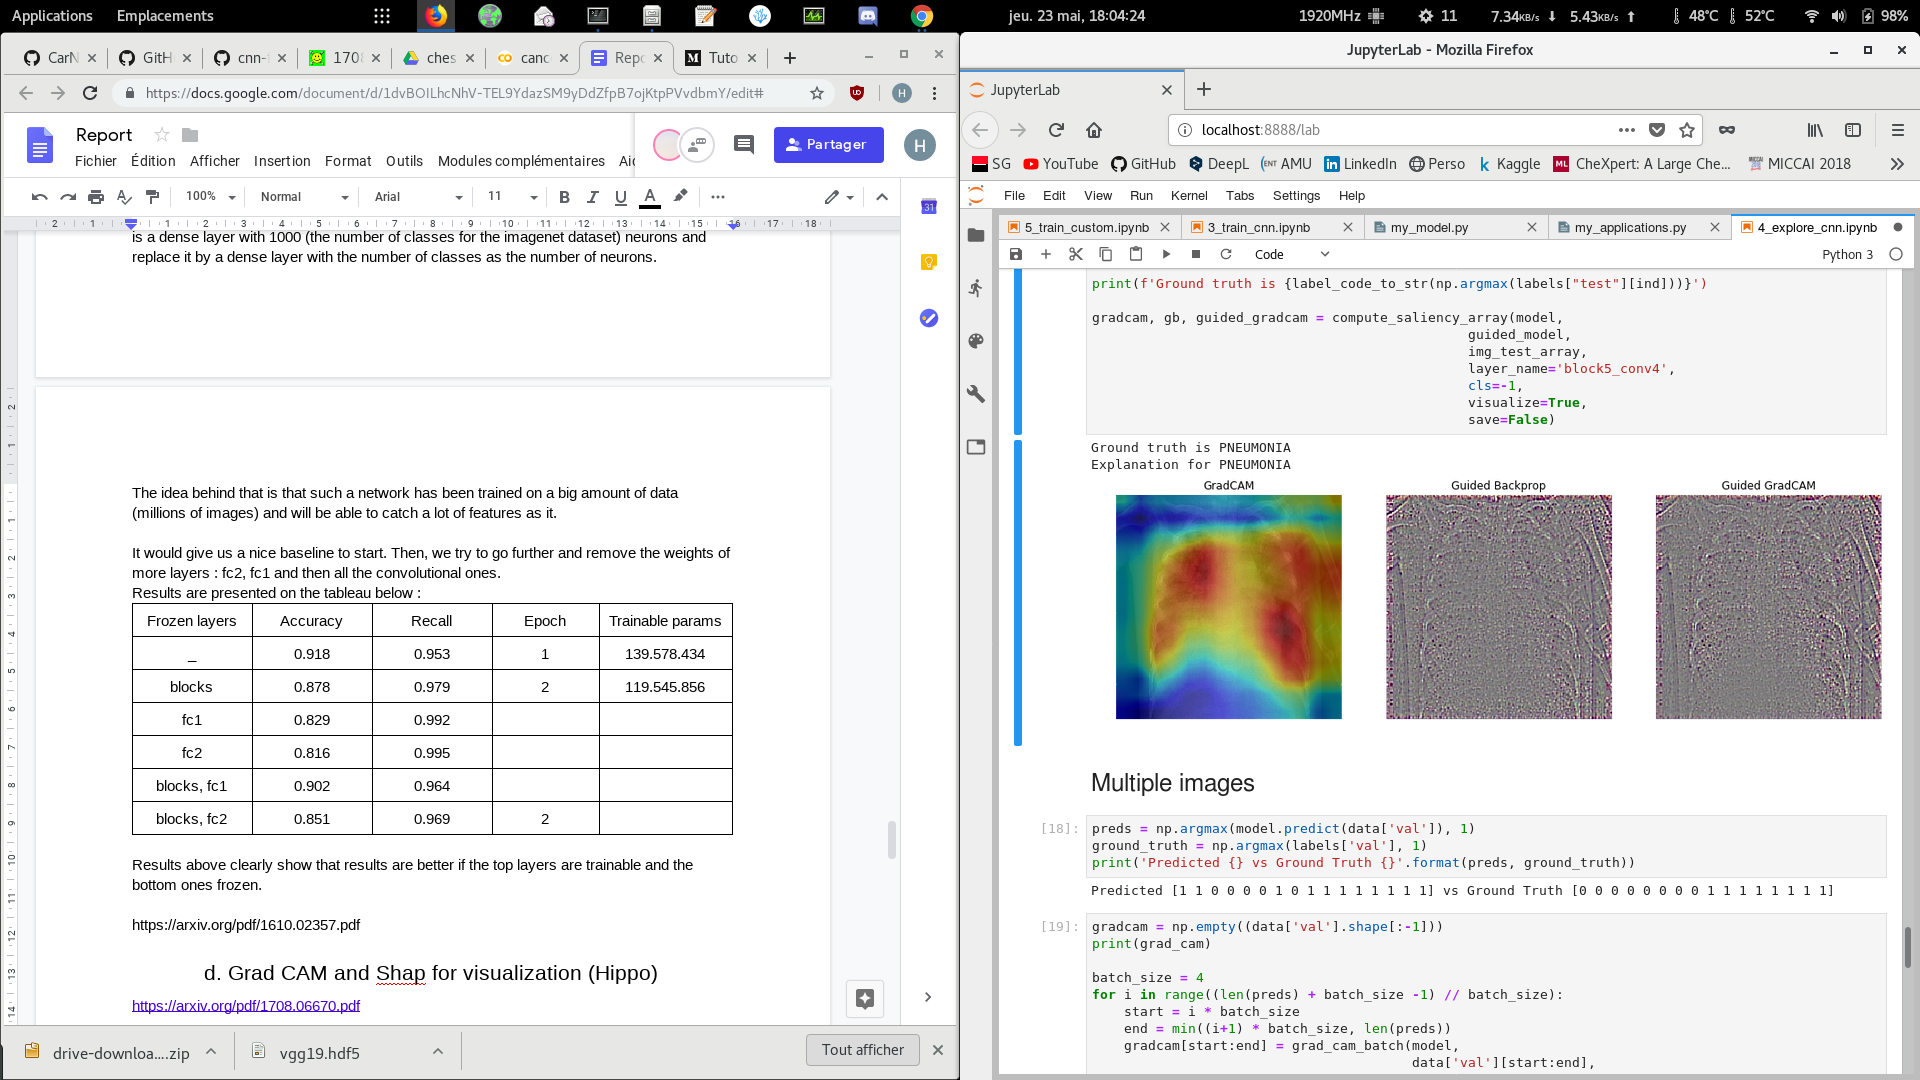 Applications Emplacements
jeu. 23 mai, 18:04:24
1920MHz 11 7.34KB/s 5.43KB/s 48°C 52°C 98%
CarN GitH cnn- 170 ches canc Repo Tuto
https://docs.google.com/document/d/1dvBOILhcNhV-TEL9YdazSM9yDdZfpB7ojKtpPVvdbmY/edit#
Report
Partager
H
Fichier Édition Afficher Insertion Format Outils Modules complémentaires Aid
100% Normal Arial 11 B I U A
2 1 1 2 3 4 5 6 7 8 9 10 11 12 13 14 15 16 17 18
is a dense layer with 1000 (the number of classes for the imagenet dataset) neurons and
replace it by a dense layer with the number of classes as the number of neurons.
The idea behind that is that such a network has been trained on a big amount of data
(millions of images) and will be able to catch a lot of features as it.
It would give us a nice baseline to start. Then, we try to go further and remove the weights of
more layers : fc2, fc1 and then all the convolutional ones.
Results are presented on the tableau below :
Frozen layers Accuracy Recall Epoch Trainable params
_ 0.918 0.953 1 139.578.434
blocks 0.878 0.979 2 119.545.856
fc1 0.829 0.992
fc2 0.816 0.995
blocks, fc1 0.902 0.964
blocks, fc2 0.851 0.969 2
Results above clearly show that results are better if the top layers are trainable and the
bottom ones frozen.
https://arxiv.org/pdf/1610.02357.pdf
d. Grad CAM and Shap for visualization (Hippo)
https://arxiv.org/pdf/1708.06670.pdf
drive-downloa....zip
vgg19.hdf5
Tout afficher
JupyterLab - Mozilla Firefox
JupyterLab
localhost:8888/lab
SG YouTube GitHub DeepL AMU LinkedIn Perso Kaggle CheXpert: A Large Che... MICCAI 2018
File Edit View Run Kernel Tabs Settings Help
5_train_custom.ipynb 3_train_cnn.ipynb my_model.py my_applications.py 4_explore_cnn.ipynb
Code
Python 3
print(f'Ground truth is {label_code_to_str(np.argmax(labels["test"][ind]))}')
gradcam, gb, guided_gradcam = compute_saliency_array(model,
guided_model,
img_test_array,
layer_name='block5_conv4',
cls=-1,
visualize=True,
save=False)
Ground truth is PNEUMONIA
Explanation for PNEUMONIA
GradCAM Guided Backprop Guided GradCAM
Multiple images
[18]: preds = np.argmax(model.predict(data['val']), 1)
ground_truth = np.argmax(labels['val'], 1)
print('Predicted {} vs Ground Truth {}'.format(preds, ground_truth))
Predicted [1 1 0 0 0 0 1 0 1 1 1 1 1 1 1 1] vs Ground Truth [0 0 0 0 0 0 0 0 1 1 1 1 1 1 1 1]
[19]: gradcam = np.empty((data['val'].shape[:-1]))
print(grad_cam)
batch_size = 4
for i in range((len(preds) + batch_size -1) // batch_size):
start = i * batch_size
end = min((i+1) * batch_size, len(preds))
gradcam[start:end] = grad_cam_batch(model,
data['val'][start:end],